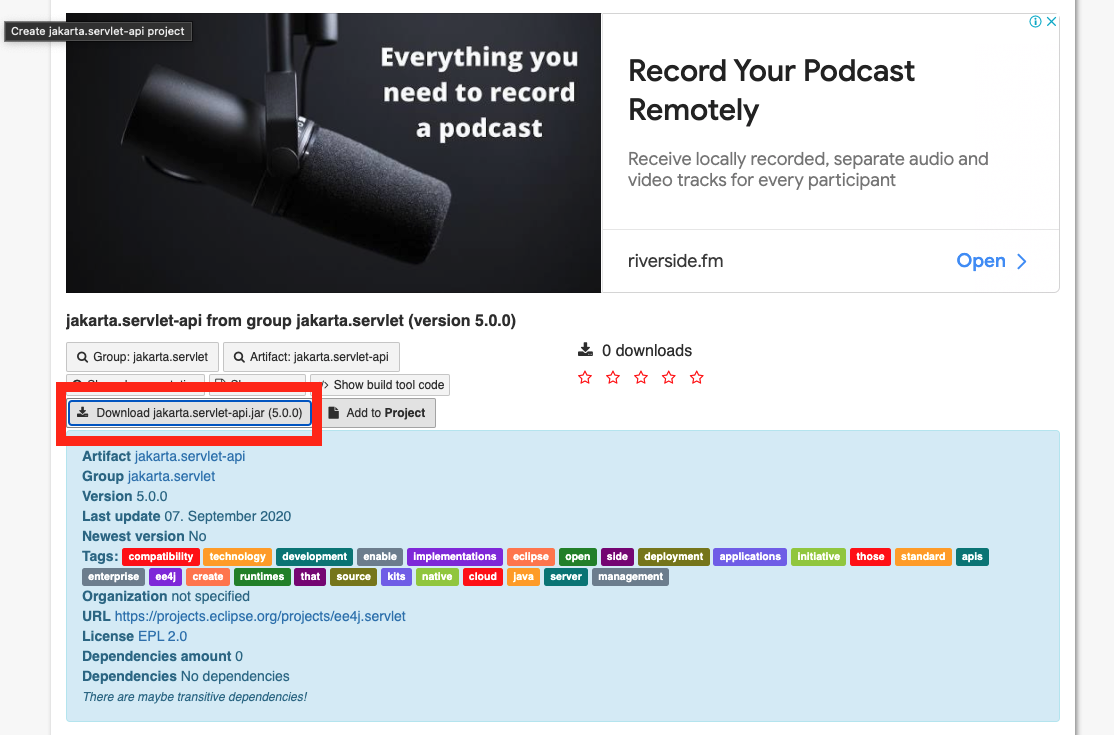 Create jakarta.servlet-api project
Everything you
need to record
a podcast
Record Your Podcast
Remotely
Receive locally recorded, separate audio and
video tracks for every participant
riverside.fm
Open
jakarta.servlet-api from group jakarta.servlet (version 5.0.0)
Group: jakarta.servlet
Artifact: jakarta.servlet-api
0 downloads
Show build tool code
Download jakarta.servlet-api.jar (5.0.0)
Add to Project
Artifact jakarta.servlet-api
Group jakarta.servlet
Version 5.0.0
Last update 07. September 2020
Newest version No
Tags: compatibility technology development enable implementations eclipse open side deployment applications initiative those standard apis
enterprise ee4j create runtimes that source kits native cloud java server management
Organization not specified
URL https://projects.eclipse.org/projects/ee4j.servlet
License EPL 2.0
Dependencies amount 0
Dependencies No dependencies
There are maybe transitive dependencies!